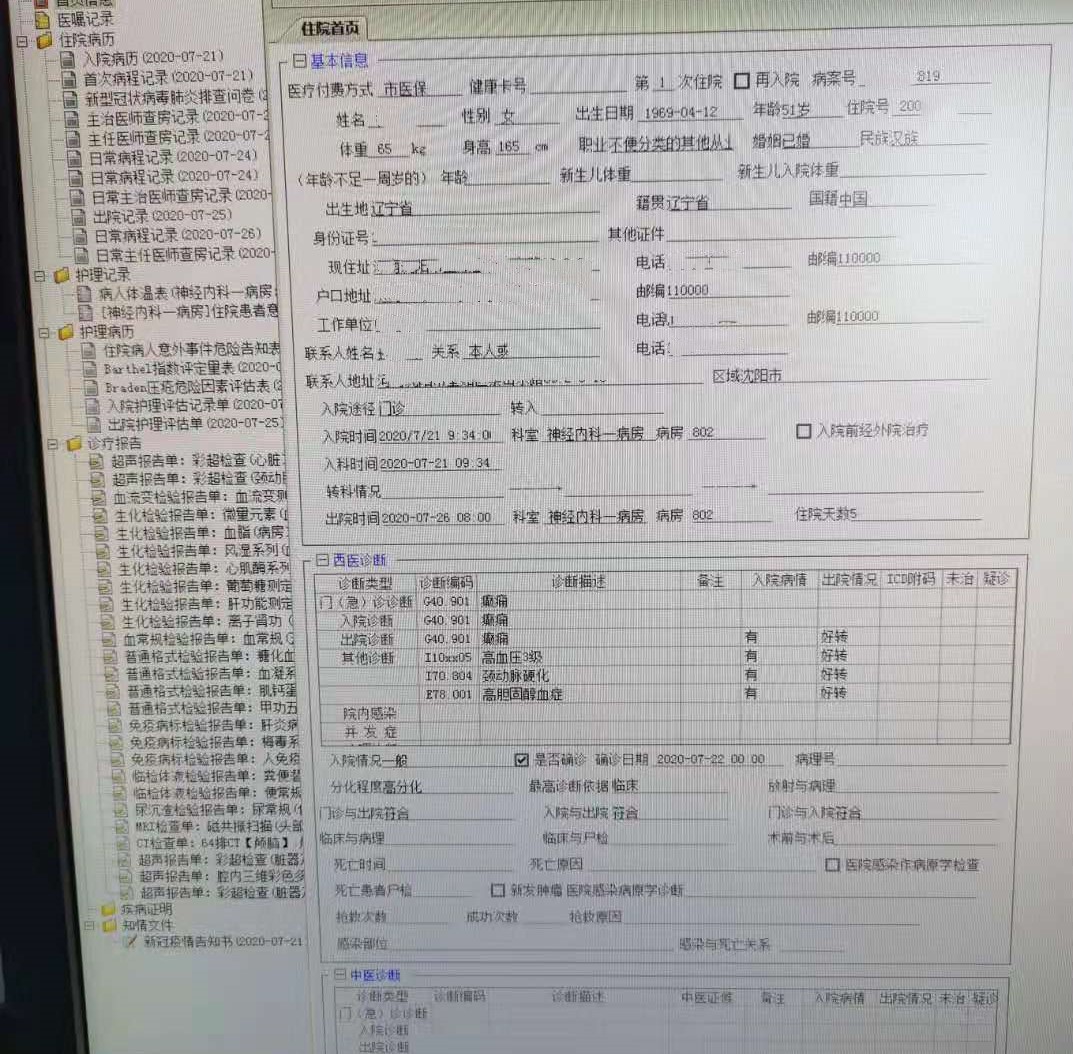 首页信息
医嘱记录
住院病历
入院病历(2020-07-21)
首次病程记录(2020-07-21)
新型冠状病毒肺炎排查问卷(2
主治医师查房记录(2020-07-2
主任医师查房记录(2020-07-2
日常病程记录(2020-07-24)
日常病程记录(2020-07-24)
日常主治医师查房记录(2020-
出院记录(2020-07-25)
日常病程记录(2020-07-26)
日常主任医师查房记录(2020-
护理记录
病人体温表(神经内科一病房
[神经内科一病房]住院患者意
护理病历
住院病人意外事件危险告知表
Barthel指数评定量表(2020-0
Braden压疮危险因素评估表(2
入院护理评估记录单(2020-07
出院护理评估单(2020-07-25)
诊疗报告
超声报告单: 彩超检查(心脏
超声报告单: 彩超检查(颈动
血流变检验报告单: 血流变测
生化检验报告单: 微量元素(
生化检验报告单: 血脂(病房
生化检验报告单: 风湿系列(
生化检验报告单: 心肌酶系列
生化检验报告单: 葡萄糖测定
生化检验报告单: 肝功能测定
生化检验报告单: 离子肾功(
血常规检验报告单: 血常规(
普通格式检验报告单: 糖化血
普通格式检验报告单: 血凝系
普通格式检验报告单: 肌钙蛋
普通格式检验报告单: 甲功五
免疫病标检验报告单: 肝炎病
免疫病标检验报告单: 梅毒系
免疫病标检验报告单: 人免疫
临检体液检验报告单: 粪便潜
临检体液检验报告单: 便常规
尿沉渣检验报告单: 尿常规(
MRI检查单: 磁共振扫描(头部
CT检查单: 64排CT【颅脑】
超声报告单: 彩超检查(脏器
超声报告单: 腔内三维彩色多
超声报告单: 彩超检查(脏器
疾病证明
知情文件
新冠疫情告知书(2020-07-21
住院首页
基本信息
医疗付费方式 市医保 健康卡号 第 1 次住院 再入院 病案号 819
姓名 性别 女 出生日期 1969-04-12 年龄51岁 住院号 200
体重 65 kg 身高 165 cm 职业不便分类的其他从业 婚姻已婚 民族汉族
(年龄不足一周岁的) 年龄 新生儿体重 新生儿入院体重
出生地辽宁省 籍贯辽宁省 国籍中国
身份证号 其他证件
现住址 电话 邮编110000
户口地址 邮编110000
工作单位 电话 邮编110000
联系人姓名 关系 本人或 电话
联系人地址 区域沈阳市
入院途径门诊 转入
入院时间2020/7/21 9:34:0 科室 神经内科一病房 病房 802 入院前经外院治疗
入科时间2020-07-21 09:34
转科情况
出院时间2020-07-26 08:00 科室 神经内科一病房 病房 802 住院天数5
西医诊断
诊断类型 诊断编码 诊断描述 备注 入院病情 出院情况 ICD附码 未治 疑诊
门(急)诊诊断 G40.901 癫痫
入院诊断 G40.901 癫痫
出院诊断 G40.901 癫痫 有 好转
其他诊断 I10xx05 高血压3级 有 好转
I70.804 颈动脉硬化 有 好转
E78.001 高胆固醇血症 有 好转
院内感染
并 发 症
入院情况一般 是否确诊 确诊日期 2020-07-22 00 00 病理号
分化程度高分化 最高诊断依据 临床 放射与病理
门诊与出院符合 入院与出院 符合 门诊与入院符合
临床与病理 临床与尸检 术前与术后
死亡时间 死亡原因 医院感染作病原学检查
死亡患者尸检 新发肿瘤 医院感染病原学诊断
抢救次数 成功次数 抢救原因
感染部位 感染与死亡关系
中医诊断
诊断类型 诊断编码 诊断描述 中医证候 备注 入院病情 出院情况 未治 疑诊
门(急)诊诊断
入院诊断
出院诊断